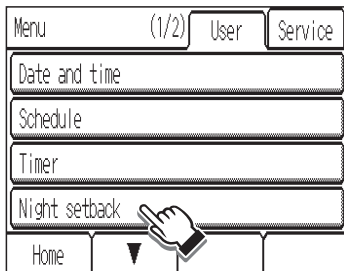 Menu (1/2) User Service
Date and time
Schedule
Timer
Night setback
Home ▼